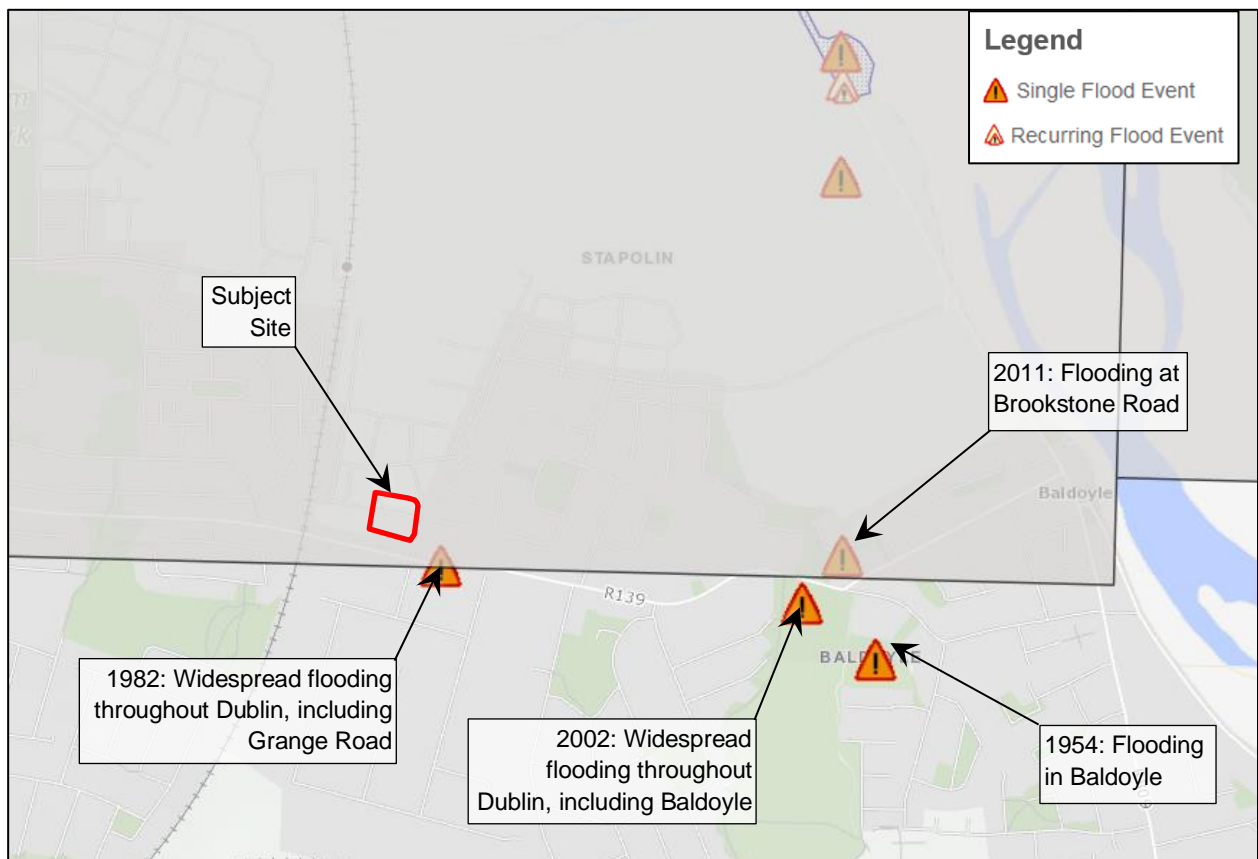 Legend
Single Flood Event
Recurring Flood Event
STAPOLIN
Subject
Site
2011: Flooding at
Brookstone Road
Baldoyle
R139
BALDOYLE
1982: Widespread flooding
throughout Dublin, including
Grange Road
2002: Widespread
flooding throughout
Dublin, including Baldoyle
1954: Flooding
in Baldoyle